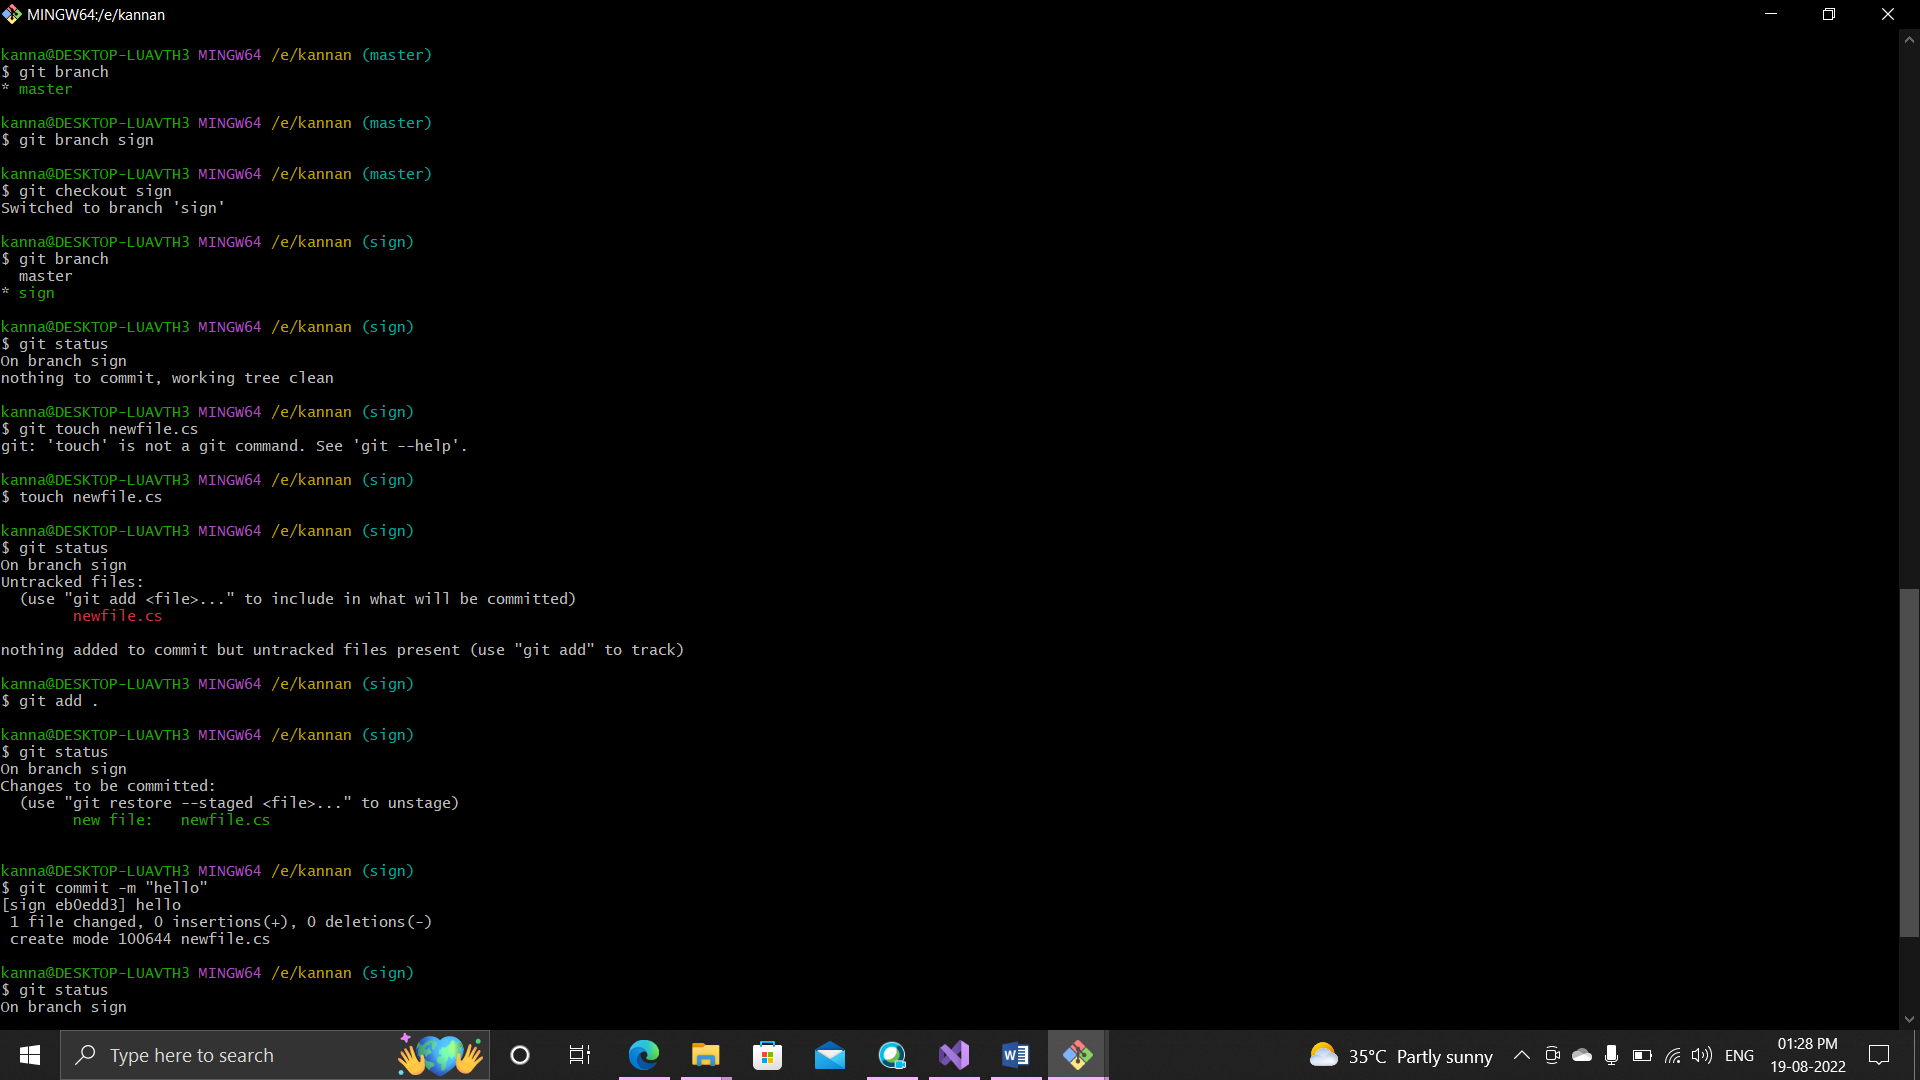 MINGW64:/e/kannan
kanna@DESKTOP-LUAVTH3 MINGW64 /e/kannan (master)
$ git branch
* master
kanna@DESKTOP-LUAVTH3 MINGW64 /e/kannan (master)
$ git branch sign
kanna@DESKTOP-LUAVTH3 MINGW64 /e/kannan (master)
$ git checkout sign
Switched to branch 'sign'
kanna@DESKTOP-LUAVTH3 MINGW64 /e/kannan (sign)
$ git branch
  master
* sign
kanna@DESKTOP-LUAVTH3 MINGW64 /e/kannan (sign)
$ git status
On branch sign
nothing to commit, working tree clean
kanna@DESKTOP-LUAVTH3 MINGW64 /e/kannan (sign)
$ git touch newfile.cs
git: 'touch' is not a git command. See 'git --help'.
kanna@DESKTOP-LUAVTH3 MINGW64 /e/kannan (sign)
$ touch newfile.cs
kanna@DESKTOP-LUAVTH3 MINGW64 /e/kannan (sign)
$ git status
On branch sign
Untracked files:
  (use "git add <file>..." to include in what will be committed)
        newfile.cs
nothing added to commit but untracked files present (use "git add" to track)
kanna@DESKTOP-LUAVTH3 MINGW64 /e/kannan (sign)
$ git add .
kanna@DESKTOP-LUAVTH3 MINGW64 /e/kannan (sign)
$ git status
On branch sign
Changes to be committed:
  (use "git restore --staged <file>..." to unstage)
        new file:   newfile.cs
kanna@DESKTOP-LUAVTH3 MINGW64 /e/kannan (sign)
$ git commit -m "hello"
[sign eb0edd3] hello
 1 file changed, 0 insertions(+), 0 deletions(-)
 create mode 100644 newfile.cs
kanna@DESKTOP-LUAVTH3 MINGW64 /e/kannan (sign)
$ git status
On branch sign
Type here to search
35°C Partly sunny
ENG
01:28 PM
19-08-2022